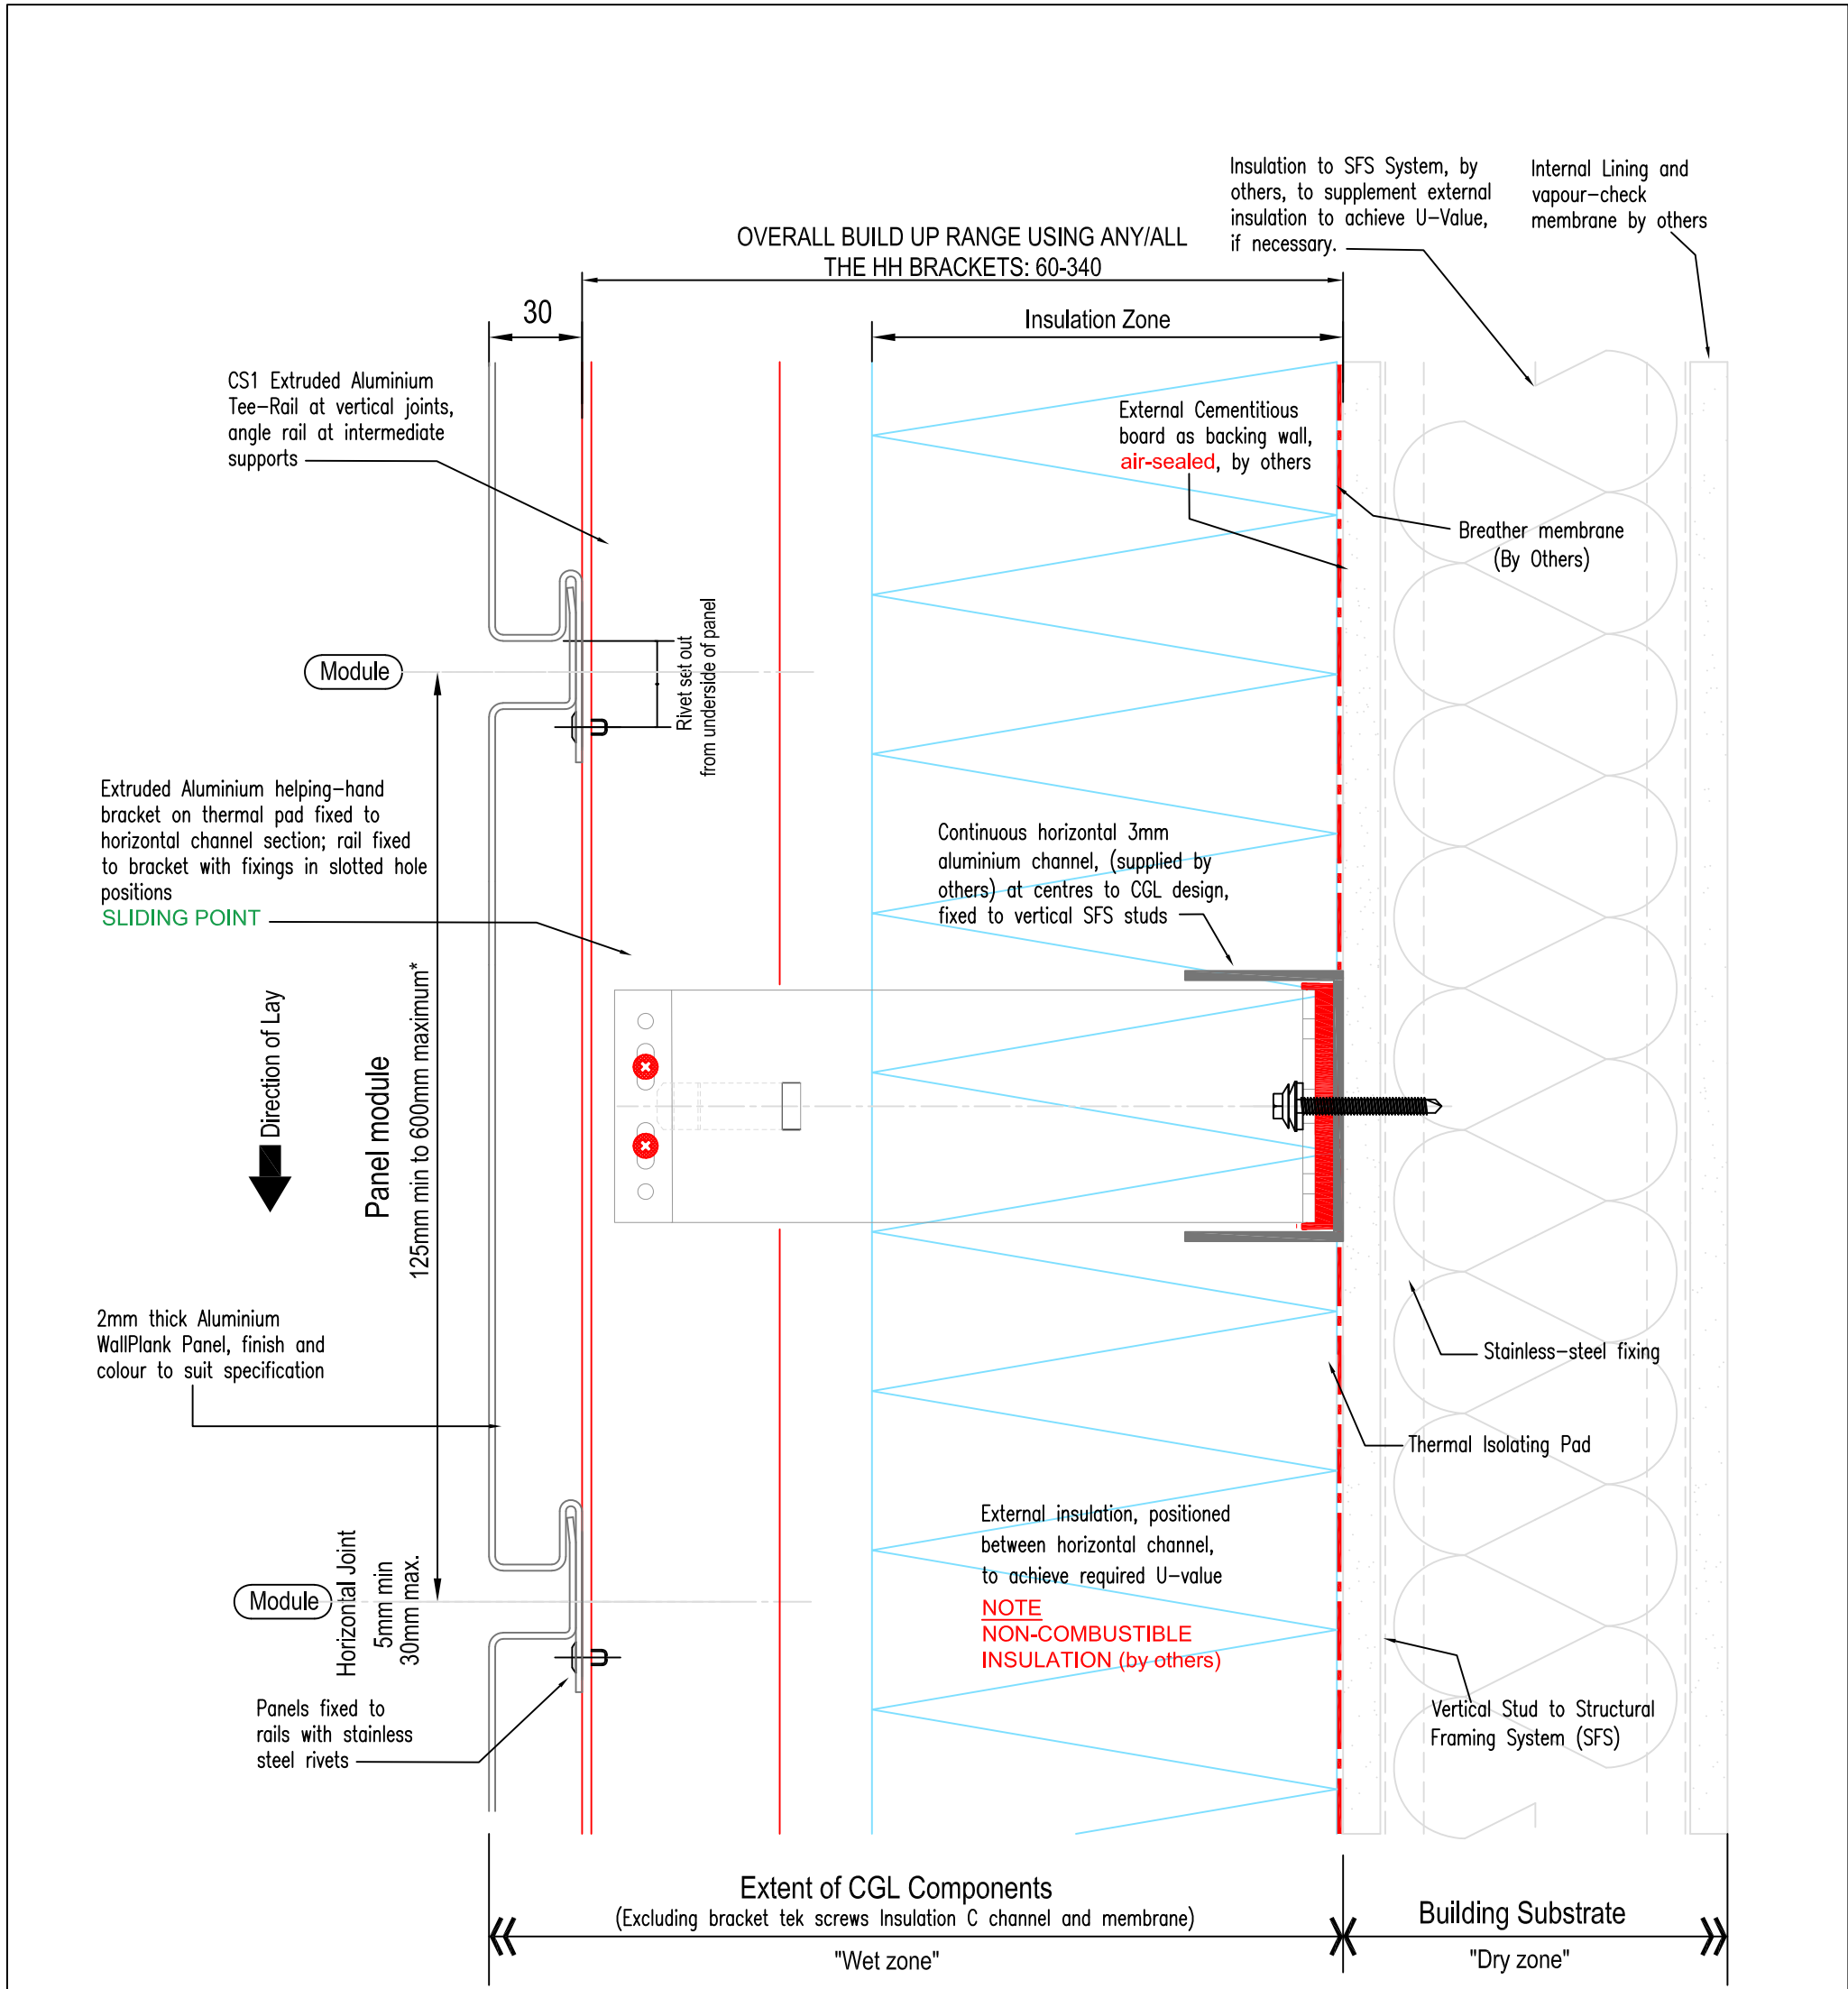 Insulation to SFS System, by
others, to supplement external
insulation to achieve U-Value,
if necessary.
Internal Lining and
vapour-check
membrane by others
OVERALL BUILD UP RANGE USING ANY/ALL
THE HH BRACKETS: 60-340
30
Insulation Zone
CS1 Extruded Aluminium
Tee-Rail at vertical joints,
angle rail at intermediate
supports
External Cementitious
board as backing wall,
air-sealed, by others
Breather membrane
(By Others)
Module
Rivet set out
from underside of panel
Extruded Aluminium helping-hand
bracket on thermal pad fixed to
horizontal channel section; rail fixed
to bracket with fixings in slotted hole
positions
SLIDING POINT
Continuous horizontal 3mm
aluminium channel, (supplied by
others) at centres to CGL design,
fixed to vertical SFS studs
Direction of Lay
Panel module
125mm min to 600mm maximum*
2mm thick Aluminium
WallPlank Panel, finish and
colour to suit specification
Stainless-steel fixing
Thermal Isolating Pad
External insulation, positioned
between horizontal channel,
to achieve required U-value
NOTE
NON-COMBUSTIBLE
INSULATION (by others)
Module
Horizontal Joint
5mm min
30mm max.
Panels fixed to
rails with stainless
steel rivets
Vertical Stud to Structural
Framing System (SFS)
Extent of CGL Components
(Excluding bracket tek screws Insulation C channel and membrane)
"Wet zone"
Building Substrate
"Dry zone"